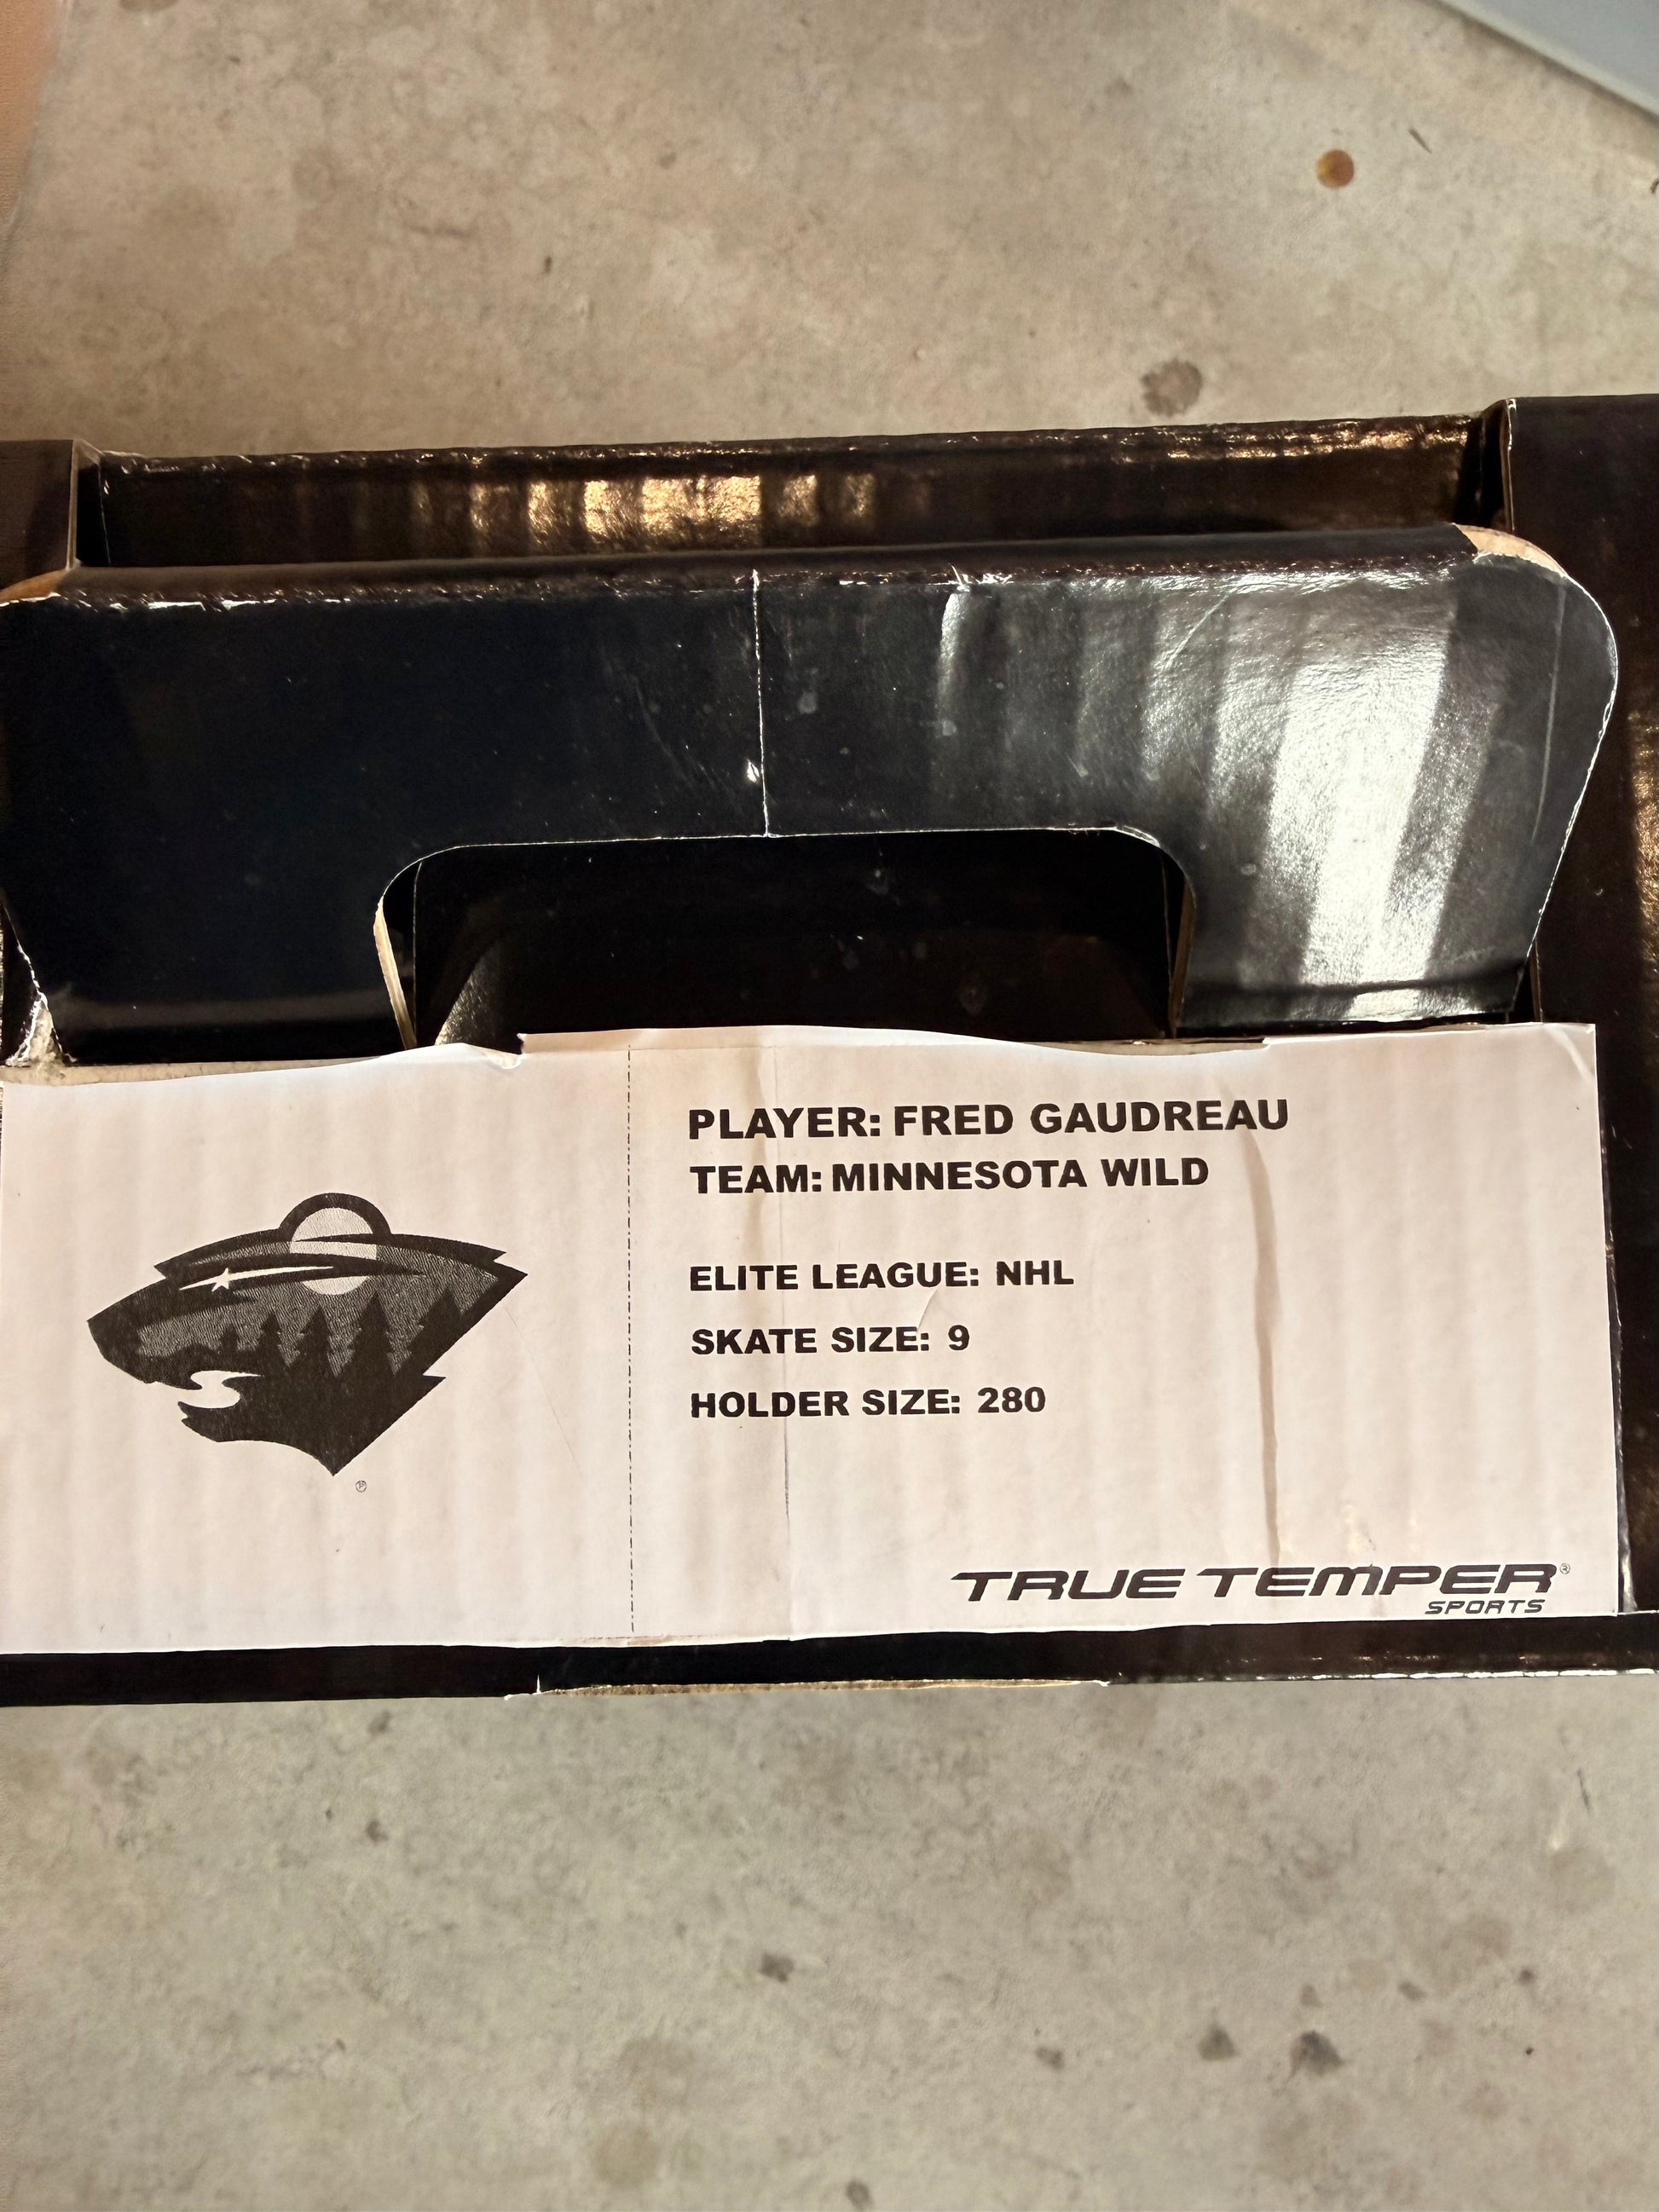 PLAYER: FRED GAUDREAU
TEAM: MINNESOTA WILD
ELITE LEAGUE: NHL
SKATE SIZE: 9
HOLDER SIZE: 280
®
TRUE TEMPER®
SPORTS